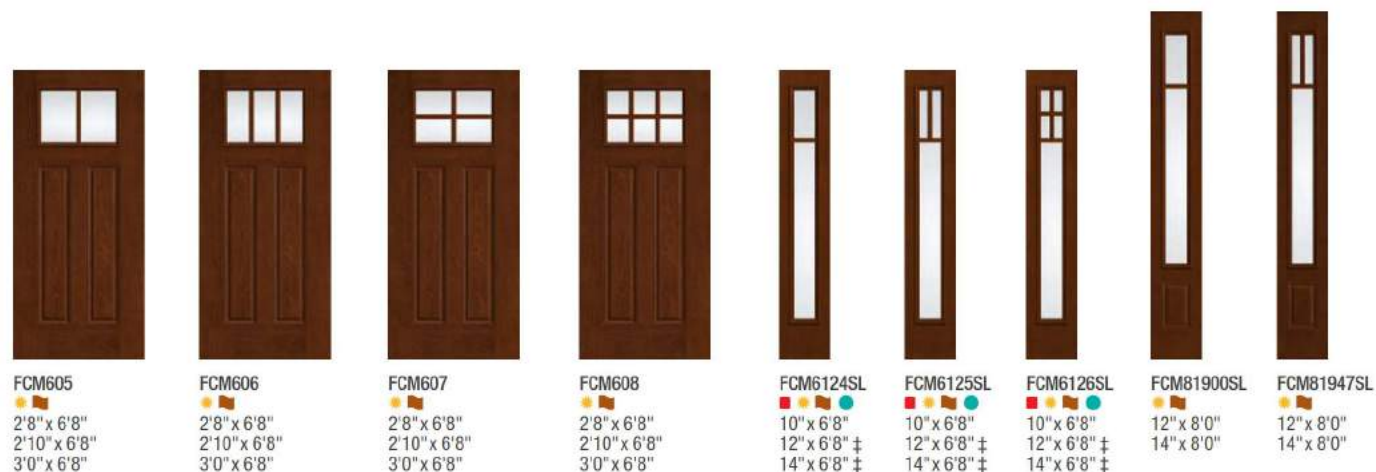 FCM605
2'8" x 6'8"
2'10" x 6'8"
3'0" x 6'8"
FCM606
2'8" x 6'8"
2'10" x 6'8"
3'0" x 6'8"
FCM607
2'8" x 6'8"
2'10" x 6'8"
3'0" x 6'8"
FCM608
2'8" x 6'8"
2'10" x 6'8"
3'0" x 6'8"
FCM6124SL
10" x 6'8"
12" x 6'8" ‡
14" x 6'8" ‡
FCM6125SL
10" x 6'8"
12" x 6'8" ‡
14" x 6'8" ‡
FCM6126SL
10" x 6'8"
12" x 6'8" ‡
14" x 6'8" ‡
FCM81900SL
12" x 8'0"
14" x 8'0"
FCM81947SL
12" x 8'0"
14" x 8'0"